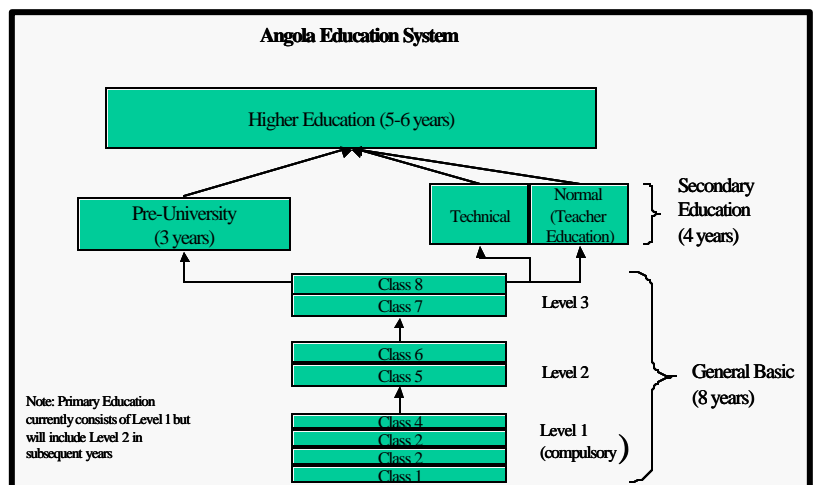 Angola Education System
Higher Education (5-6 years)
Pre-University
(3 years)
Technical
Normal
(Teacher
Education)
Secondary
Education
(4 years)
Class 8
Class 7
Level 3
Class 6
Class 5
Level 2
General Basic
(8 years)
Class 4
Class 2
Class 2
Class 1
Level 1
(compulsory)
Note: Primary Education
currently consists of Level 1 but
will include Level 2 in
subsequent years